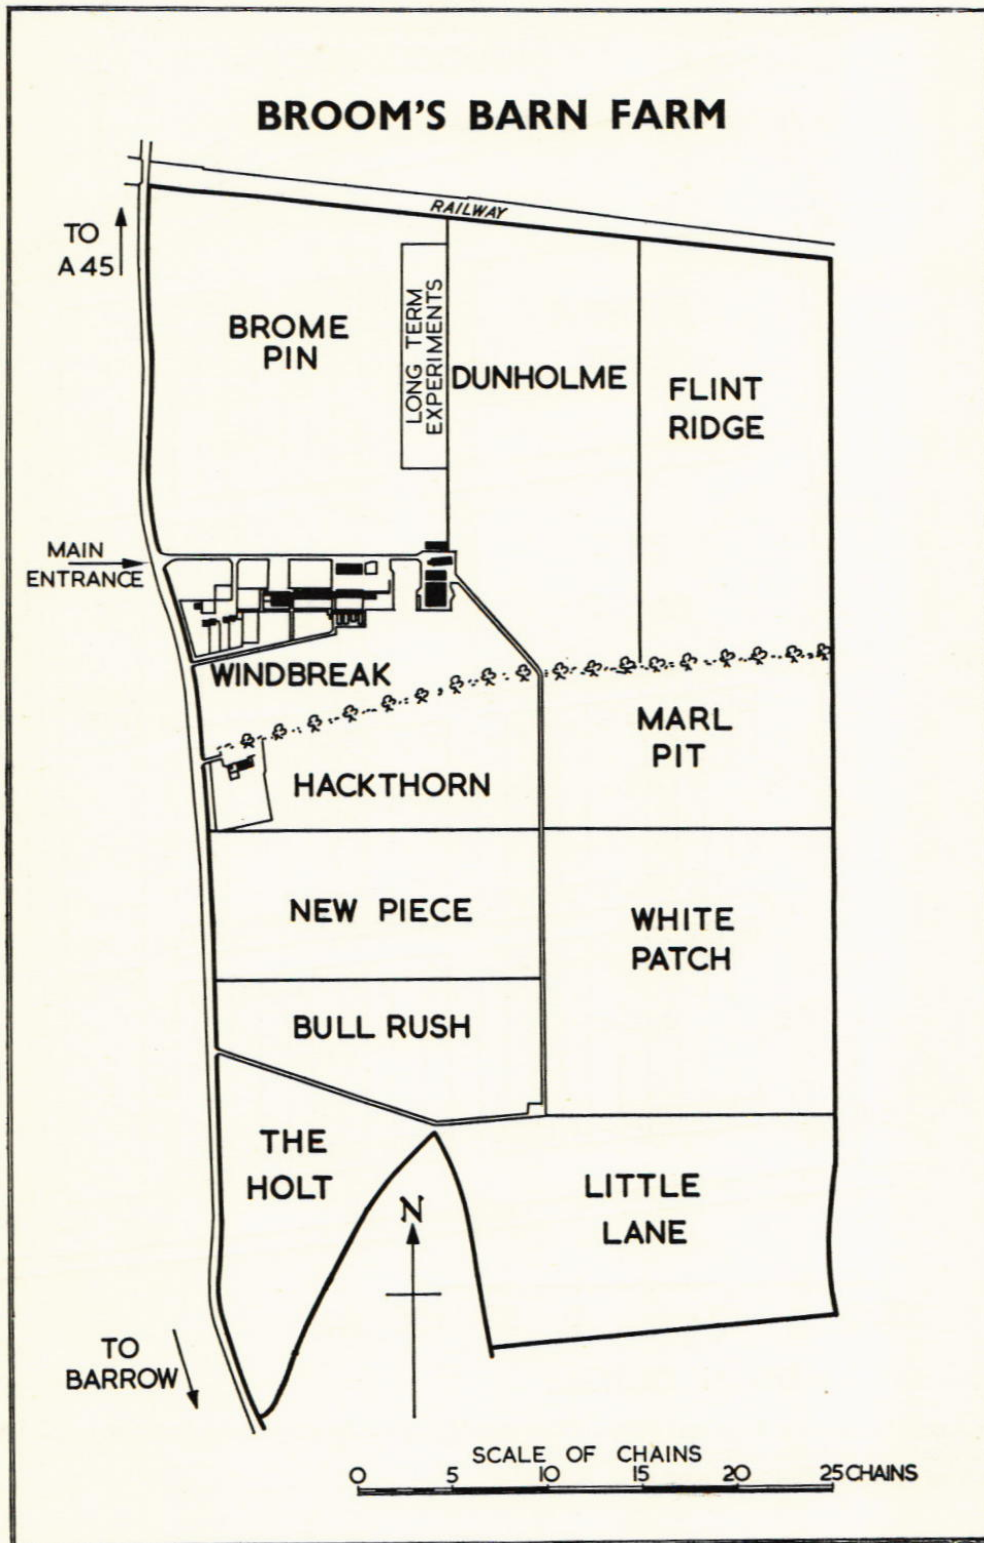 BROOM'S BARN FARM
RAILWAY
TO
A 45
BROME
PIN
LONG TERM
EXPERIMENTS
DUNHOLME
FLINT
RIDGE
MAIN
ENTRANCE
WINDBREAK
MARL
PIT
HACKTHORN
NEW PIECE
WHITE
PATCH
BULL RUSH
THE
HOLT
LITTLE
LANE
N
TO
BARROW
SCALE OF CHAINS
0 5 10 15 20 25 CHAINS